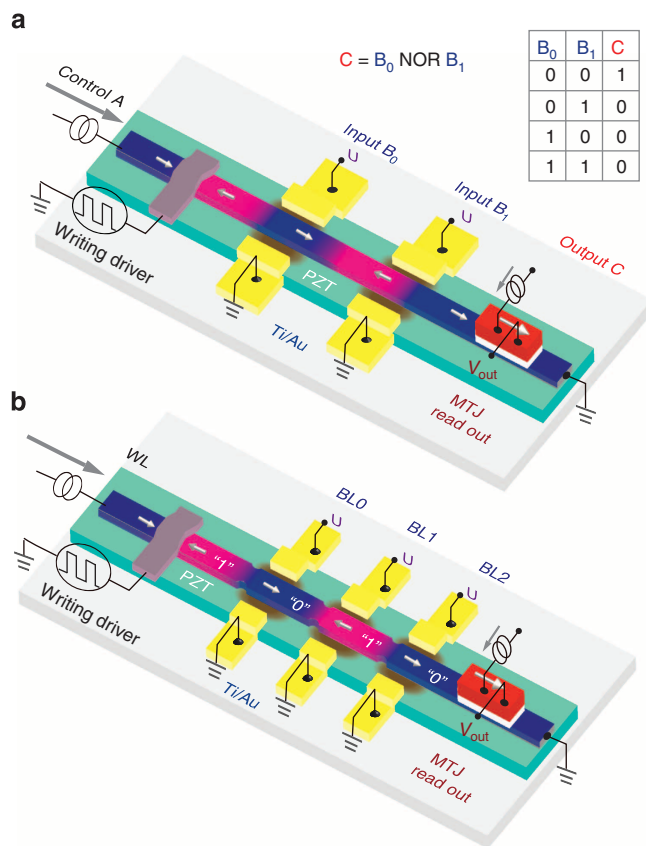 a
Control A
C = B0 NOR B1
B0 B1 C
0 0 1
0 1 0
1 0 0
1 1 0
Input B0
U
Input B1
U
Output C
Writing driver
PZT
Ti/Au
Vout
MTJ
read out
b
WL
BL0
U
BL1
U
BL2
U
"1"
PZT
"0"
"1"
"0"
Writing driver
Ti/Au
Vout
MTJ
read out